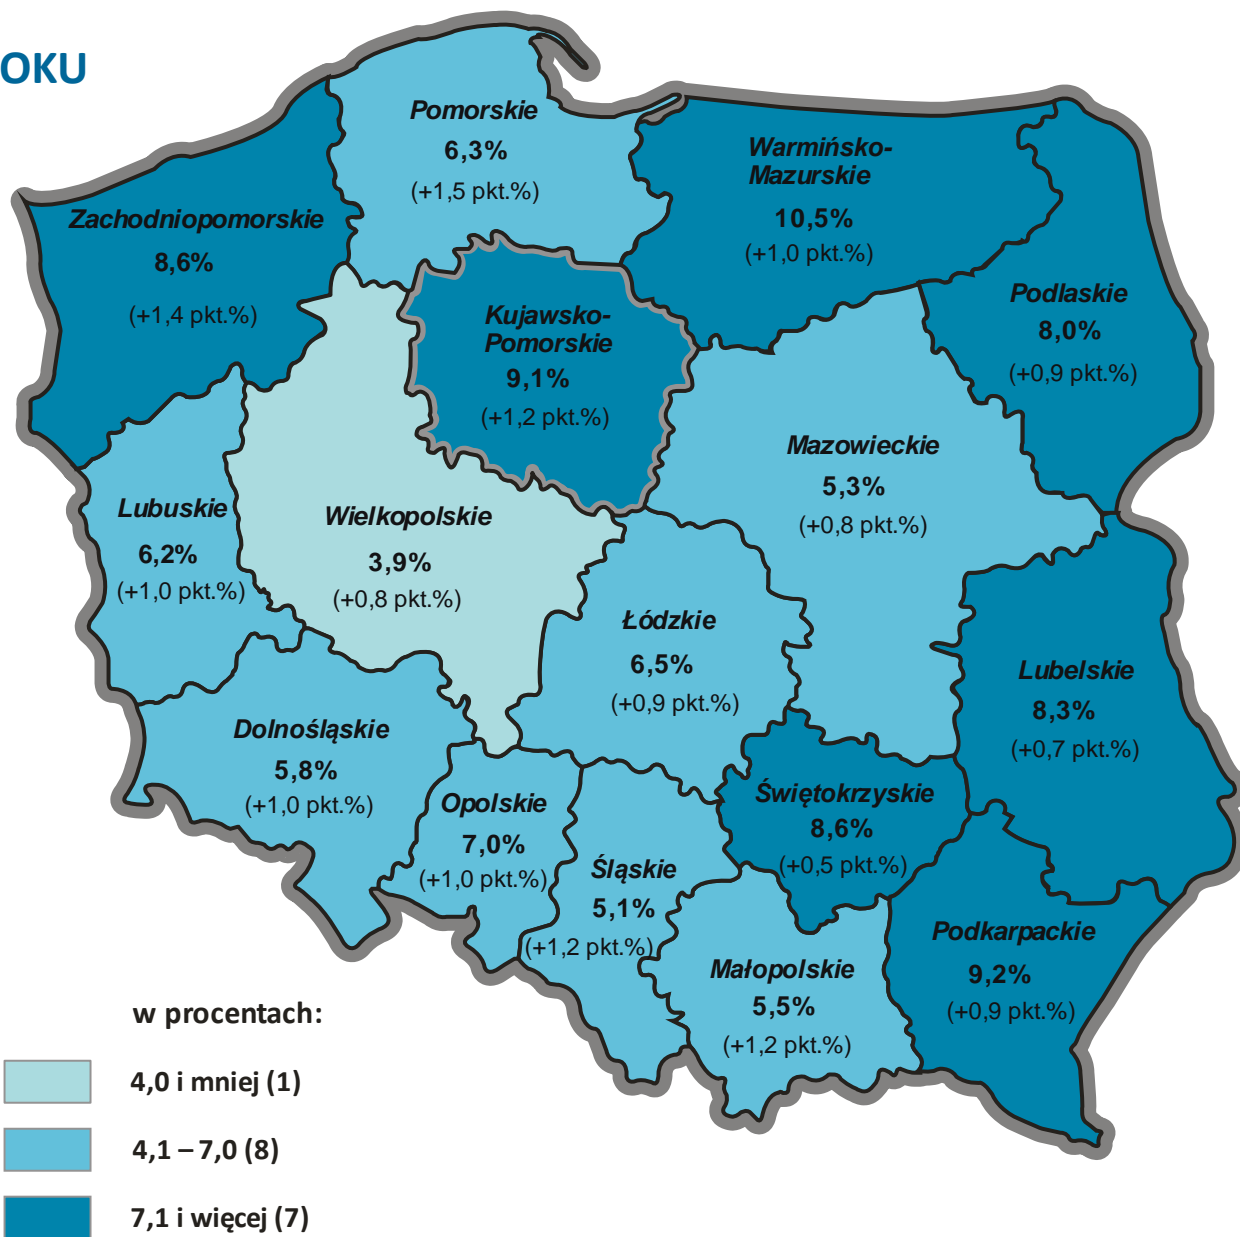 OKU
Pomorskie
6,3%
(+1,5 pkt.%)
Warmińsko-
Mazurskie
10,5%
(+1,0 pkt.%)
Zachodniopomorskie
8,6%
(+1,4 pkt.%)
Podlaskie
8,0%
(+0,9 pkt.%)
Kujawsko-
Pomorskie
9,1%
(+1,2 pkt.%)
Mazowieckie
5,3%
(+0,8 pkt.%)
Lubuskie
6,2%
(+1,0 pkt.%)
Wielkopolskie
3,9%
(+0,8 pkt.%)
Łódzkie
6,5%
(+0,9 pkt.%)
Lubelskie
8,3%
(+0,7 pkt.%)
Dolnośląskie
5,8%
(+1,0 pkt.%)
Opolskie
7,0%
(+1,0 pkt.%)
Świętokrzyskie
8,6%
(+0,5 pkt.%)
Śląskie
5,1%
(+1,2 pkt.%)
Małopolskie
5,5%
(+1,2 pkt.%)
Podkarpackie
9,2%
(+0,9 pkt.%)
w procentach:
4,0 i mniej (1)
4,1 – 7,0 (8)
7,1 i więcej (7)